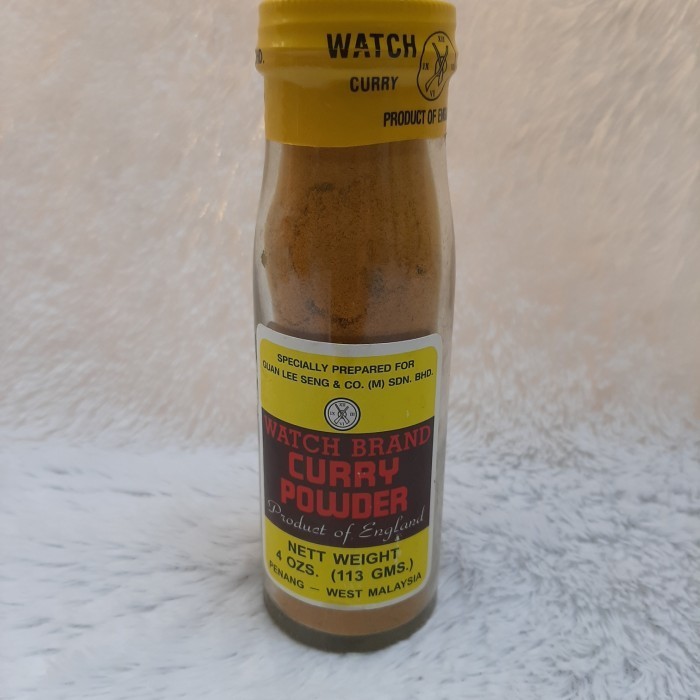 WATCH
CURRY
PRODUCT OF
SPECIALLY PREPARED FOR
QUAN LEE SENG & CO. (M) SDN. BHD.
WATCH BRAND
CURRY
POWDER
Product of England
NETT WEIGHT
4 OZS. (113 GMS.)
PENANG — WEST MALAYSIA